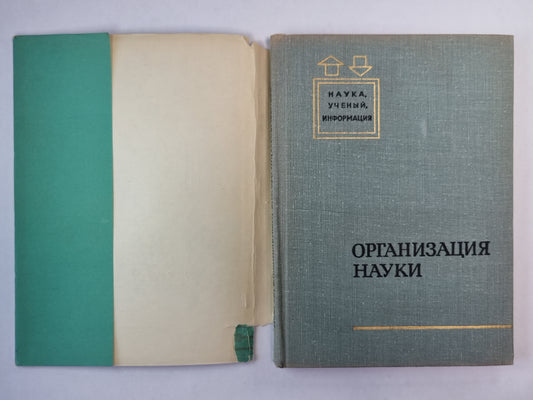 НАУКА,
УЧЕНЫЙ,
ИНФОРМАЦИЯ
ОРГАНИЗАЦИЯ
НАУКИ